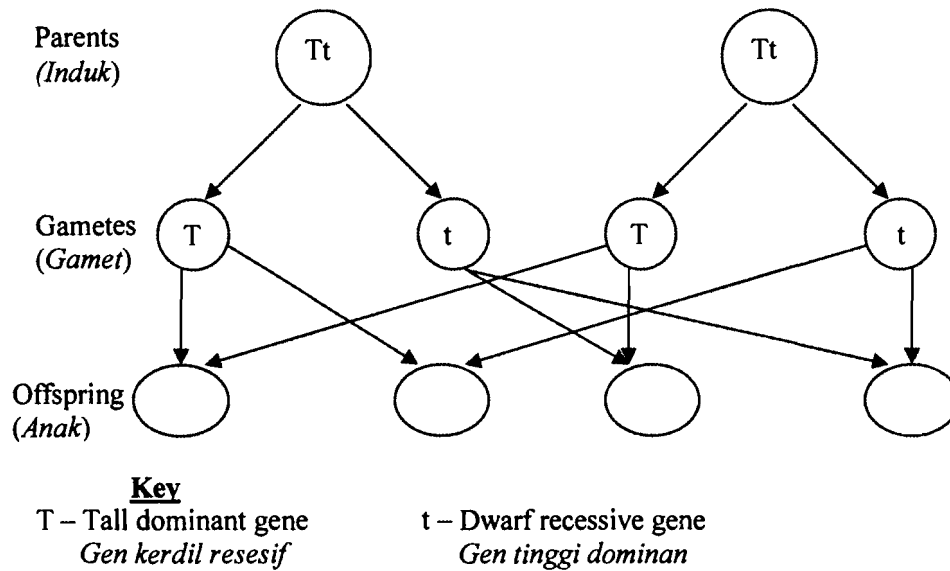 Parents
(Induk)
Tt
Tt
Gametes
(Gamet)
T
t
T
t
Offspring
(Anak)
Key
T – Tall dominant gene
Gen kerdil resesif
t – Dwarf recessive gene
Gen tinggi dominan